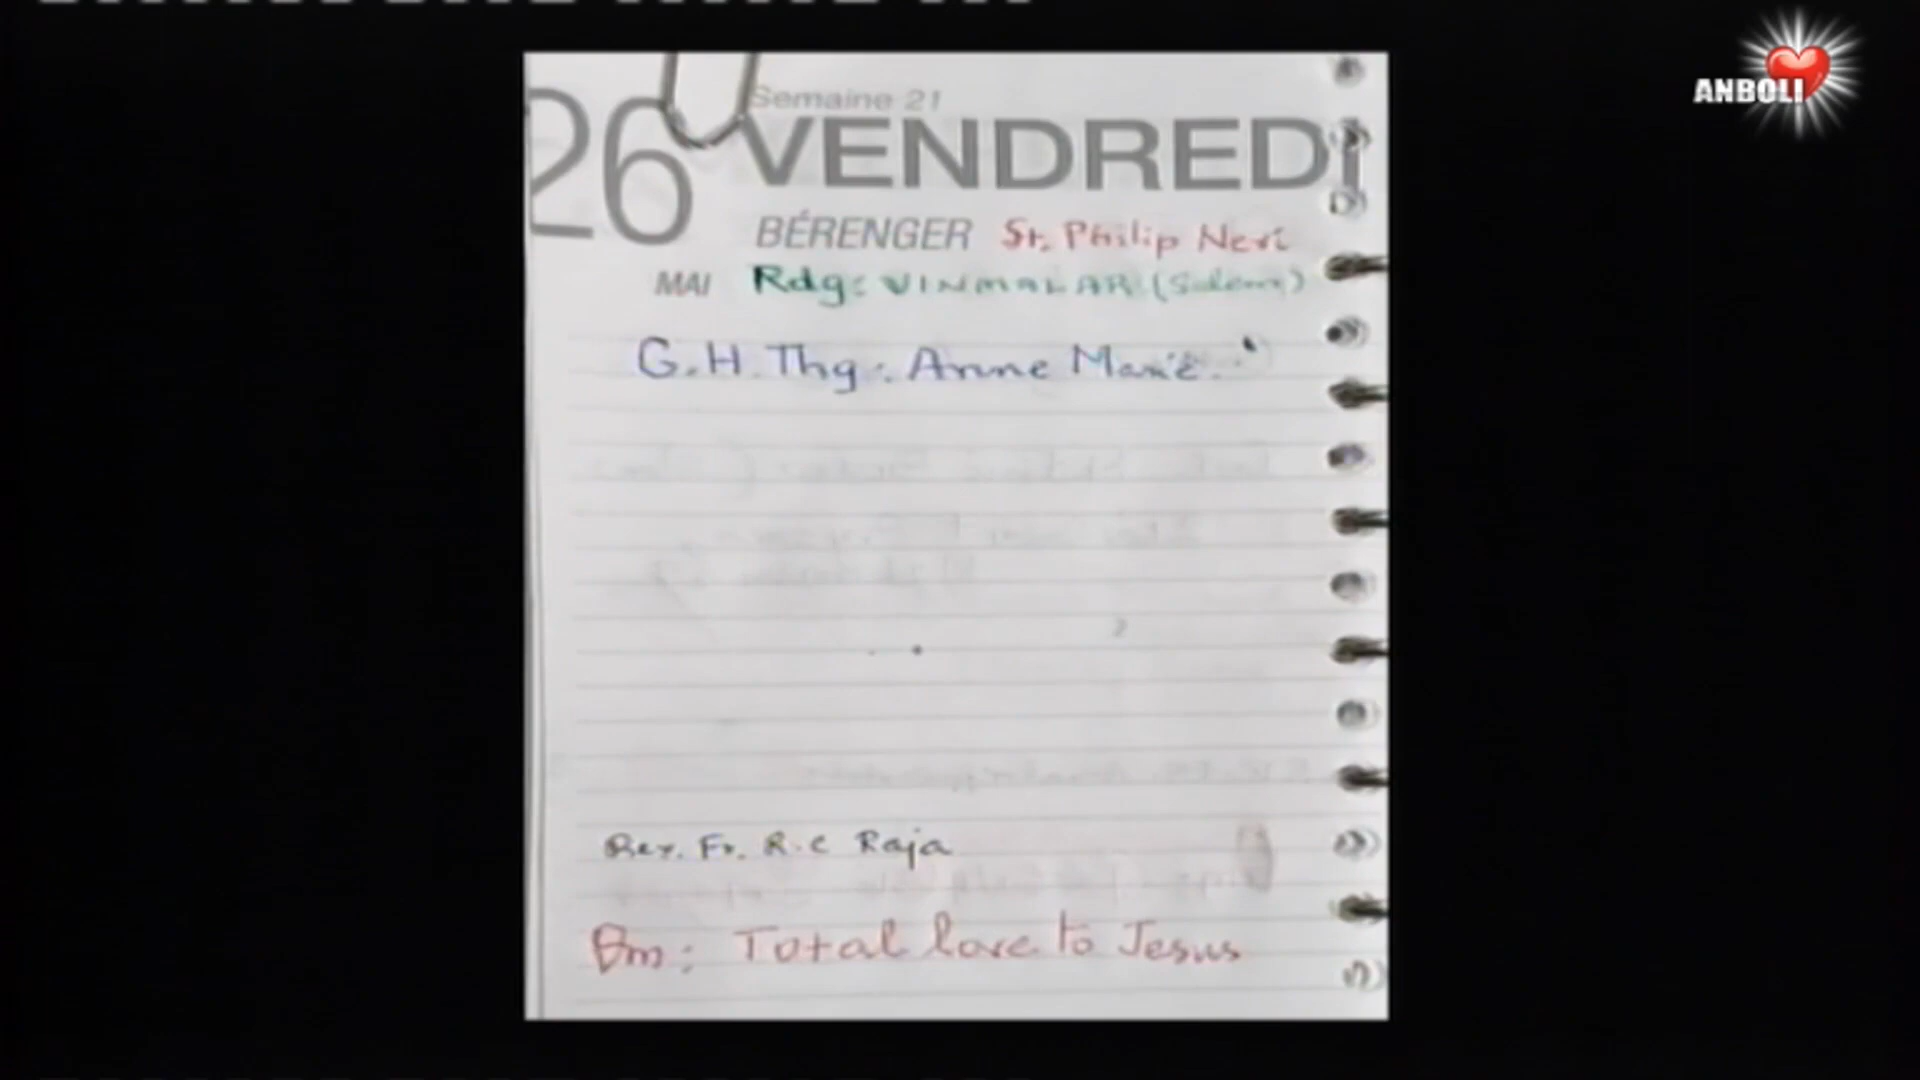 ANBOLI
Semaine 21
26 VENDREDI
BÉRENGER St. Philip Neri
MAI Rdg: VINMALAR (Salem)
G.H. Thg: Anne Marie.
Rev. Fr. R.C Raja
Bm: Total love to Jesus